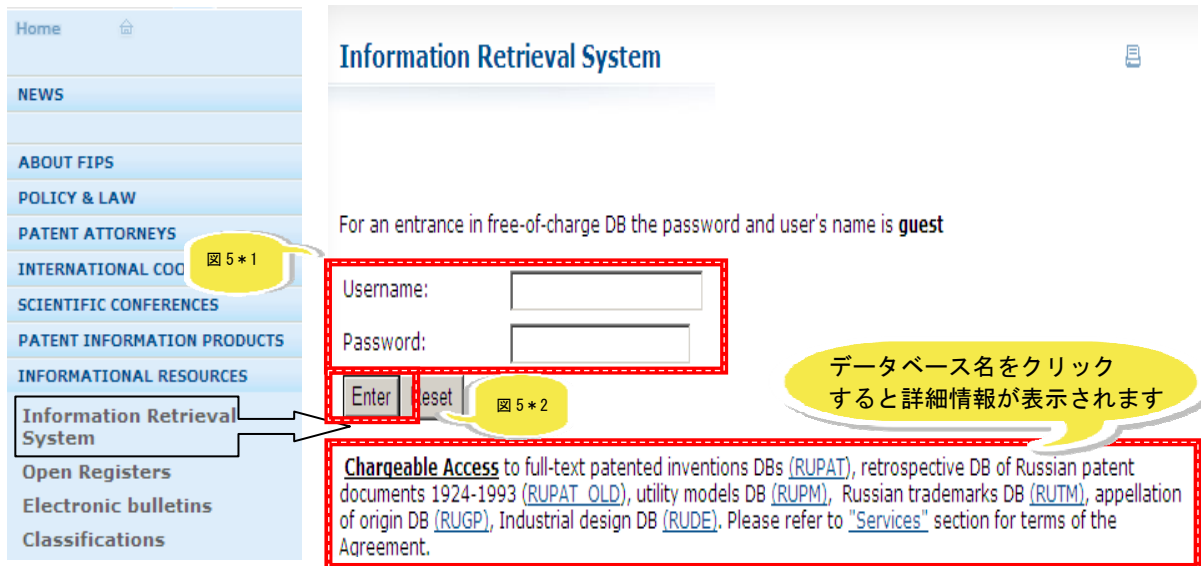 Home
NEWS
ABOUT FIPS
POLICY & LAW
PATENT ATTORNEYS
INTERNATIONAL COO
SCIENTIFIC CONFERENCES
PATENT INFORMATION PRODUCTS
INFORMATIONAL RESOURCES
Information Retrieval
System
Open Registers
Electronic bulletins
Classifications
Information Retrieval System
For an entrance in free-of-charge DB the password and user's name is guest
図5*1
Username:
Password:
Enter
図5*2
データベース名をクリック
すると詳細情報が表示されます
Chargeable Access to full-text patented inventions DBs (RUPAT), retrospective DB of Russian patent
documents 1924-1993 (RUPAT_OLD), utility models DB (RUPM), Russian trademarks DB (RUTM), appellation
of origin DB (RUGP), Industrial design DB (RUDE). Please refer to "Services" section for terms of the
Agreement.